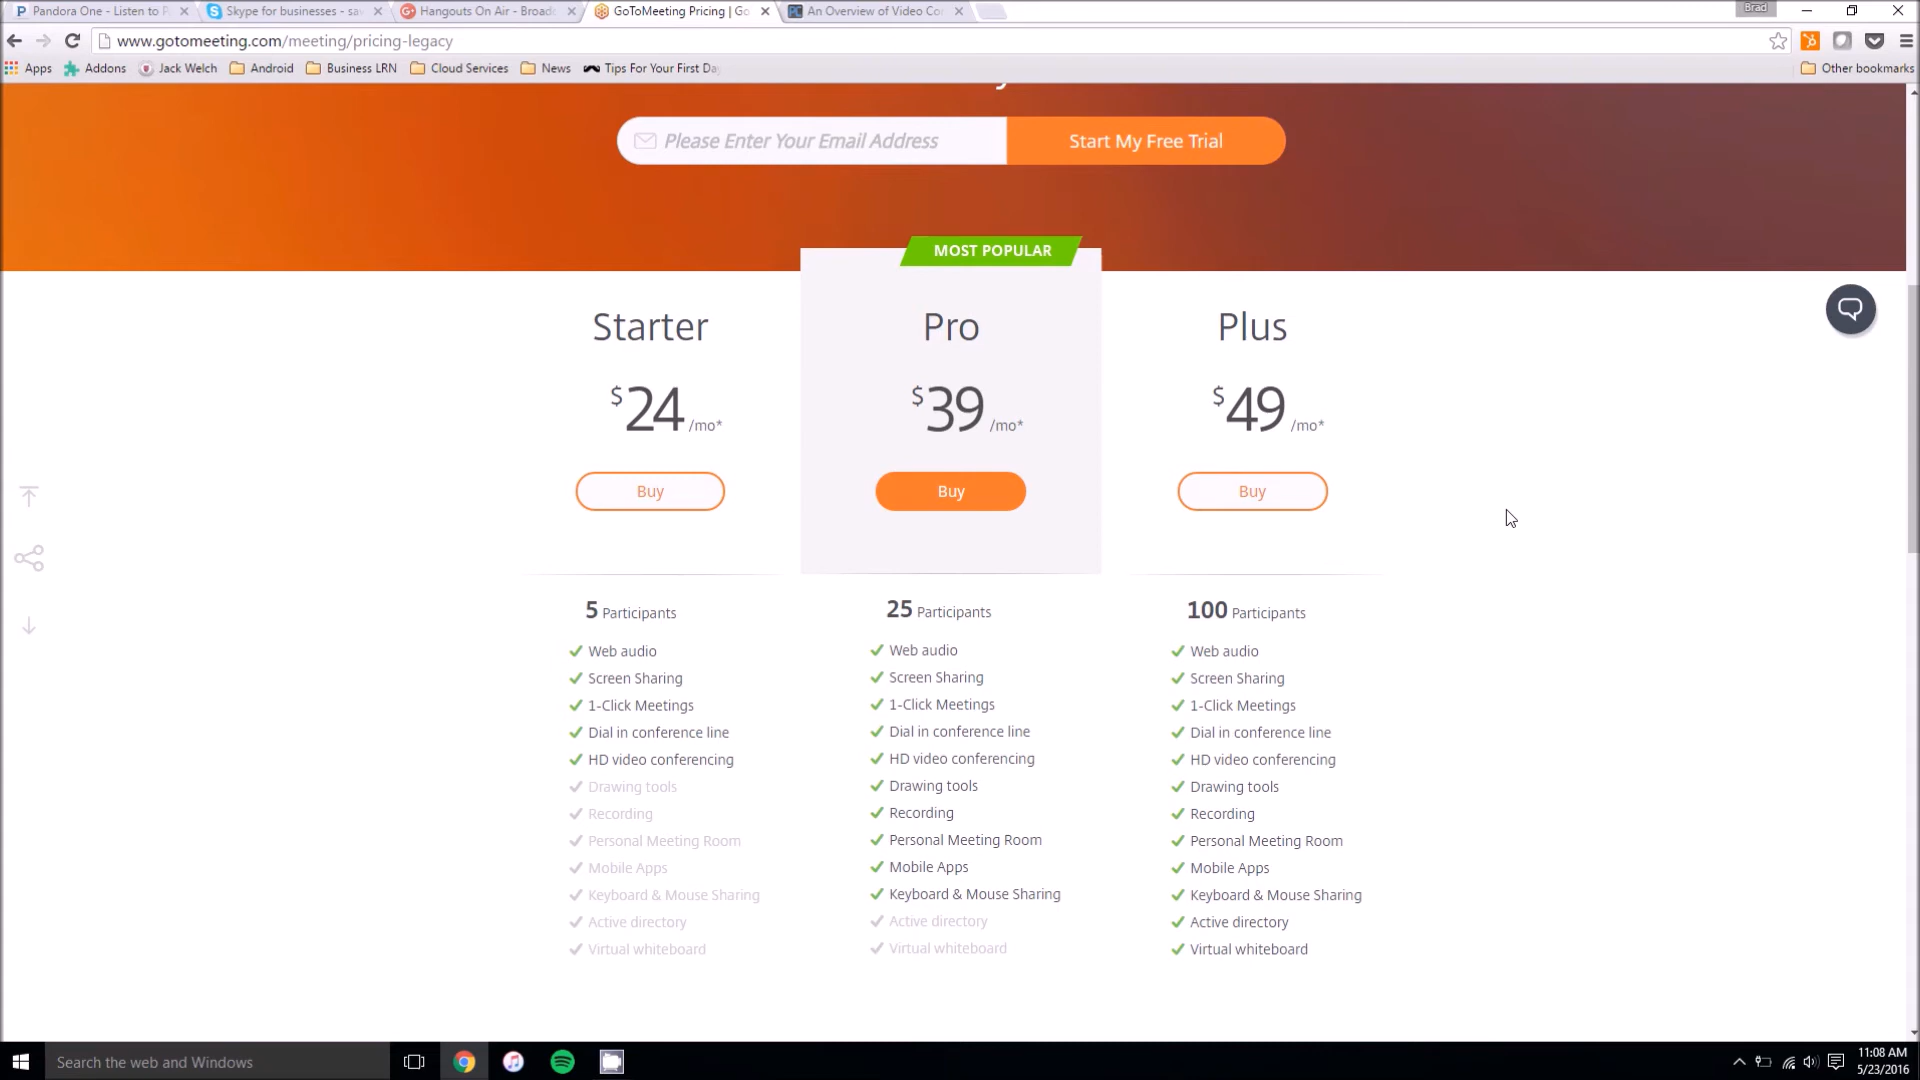 Pandora One - Listen to P
Skype for businesses - sa
Hangouts On Air - Broad
GoToMeeting Pricing | Go
An Overview of Video Co
Brad
www.gotomeeting.com/meeting/pricing-legacy
Apps
Addons
Jack Welch
Android
Business LRN
Cloud Services
News
Tips For Your First Da
Other bookmarks
Please Enter Your Email Address
Start My Free Trial
MOST POPULAR
Starter
$24/mo*
Buy
5 Participants
Web audio
Screen Sharing
1-Click Meetings
Dial in conference line
HD video conferencing
Drawing tools
Recording
Personal Meeting Room
Mobile Apps
Keyboard & Mouse Sharing
Active directory
Virtual whiteboard
Pro
$39/mo*
Buy
25 Participants
Web audio
Screen Sharing
1-Click Meetings
Dial in conference line
HD video conferencing
Drawing tools
Recording
Personal Meeting Room
Mobile Apps
Keyboard & Mouse Sharing
Active directory
Virtual whiteboard
Plus
$49/mo*
Buy
100 Participants
Web audio
Screen Sharing
1-Click Meetings
Dial in conference line
HD video conferencing
Drawing tools
Recording
Personal Meeting Room
Mobile Apps
Keyboard & Mouse Sharing
Active directory
Virtual whiteboard
Search the web and Windows
11:08 AM
5/23/2016